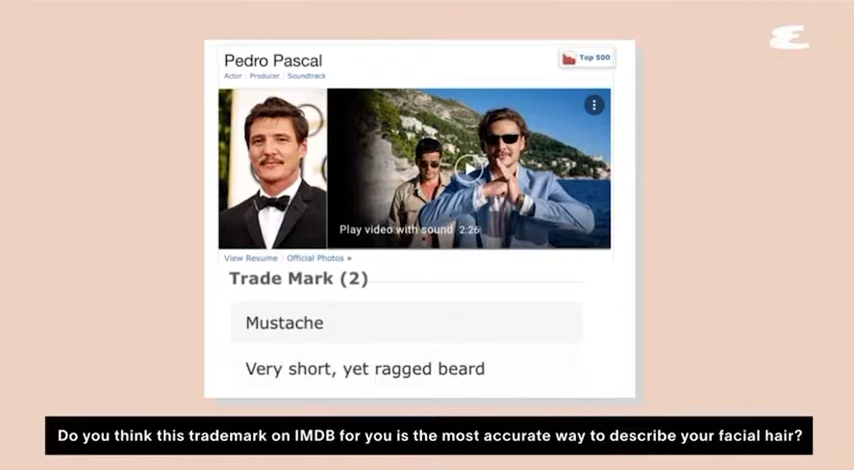 Pedro Pascal
Top 500
Actor | Producer | Soundtrack
Play video with sound 2:26
View Resume | Official Photos »
Trade Mark (2)
Mustache
Very short, yet ragged beard
Do you think this trademark on IMDB for you is the most accurate way to describe your facial hair?